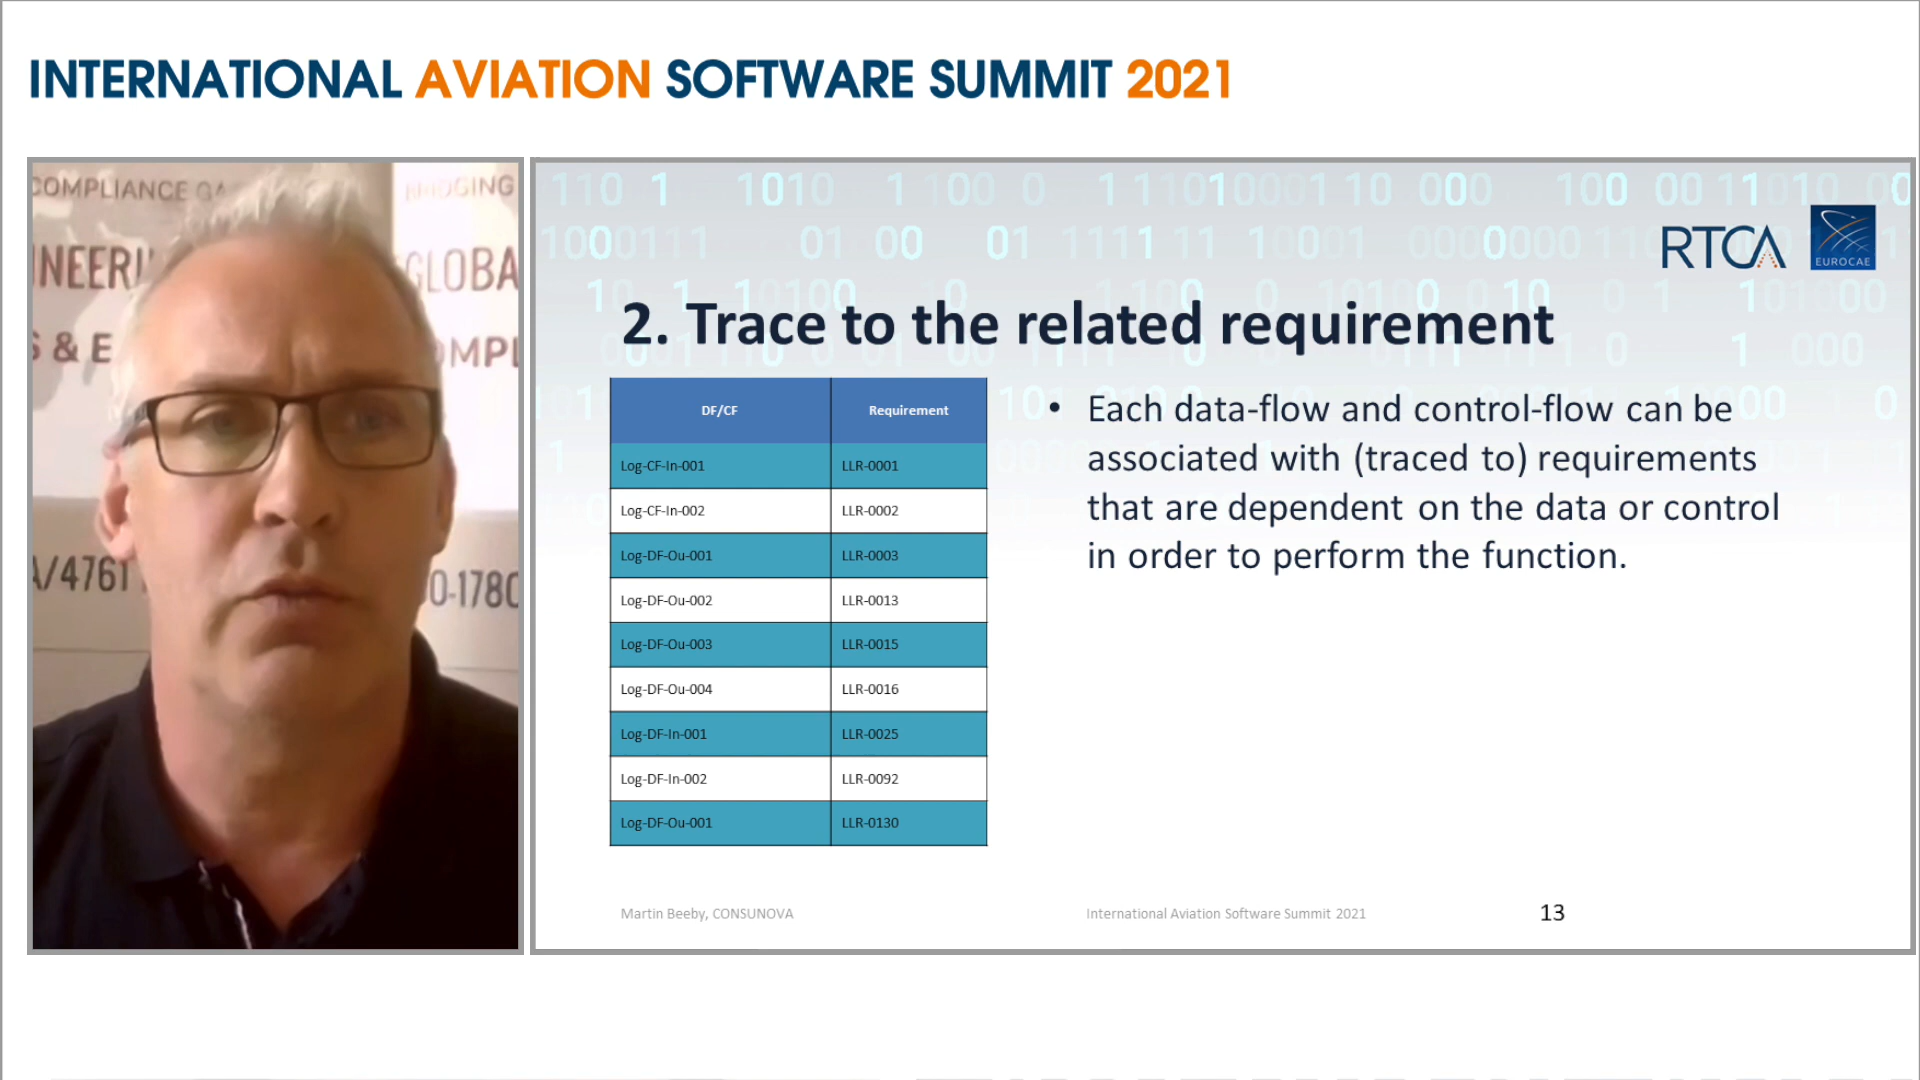 INTERNATIONAL AVIATION SOFTWARE SUMMIT 2021
COMPLIANCE GA
BRIDGING
NEERI
GLOBA
S & E
OMPL
A/4761
O-178C
RTCA
EUROCAE
2. Trace to the related requirement
DF/CF Requirement
Log-CF-In-001 LLR-0001
Log-CF-In-002 LLR-0002
Log-DF-Ou-001 LLR-0003
Log-DF-Ou-002 LLR-0013
Log-DF-Ou-003 LLR-0015
Log-DF-Ou-004 LLR-0016
Log-DF-In-001 LLR-0025
Log-DF-In-002 LLR-0092
Log-DF-Ou-001 LLR-0130
• Each data-flow and control-flow can be
associated with (traced to) requirements
that are dependent on the data or control
in order to perform the function.
Martin Beeby, CONSUNOVA
International Aviation Software Summit 2021
13